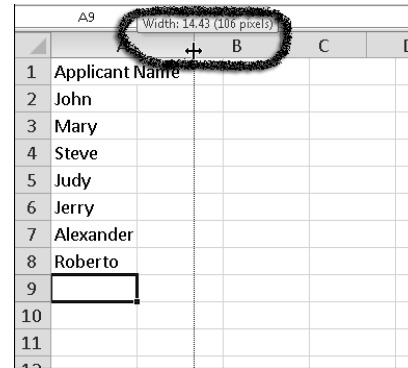 A9
Width: 14.43 (106 pixels)
A B C
1 Applicant Name
2 John
3 Mary
4 Steve
5 Judy
6 Jerry
7 Alexander
8 Roberto
9
10
11